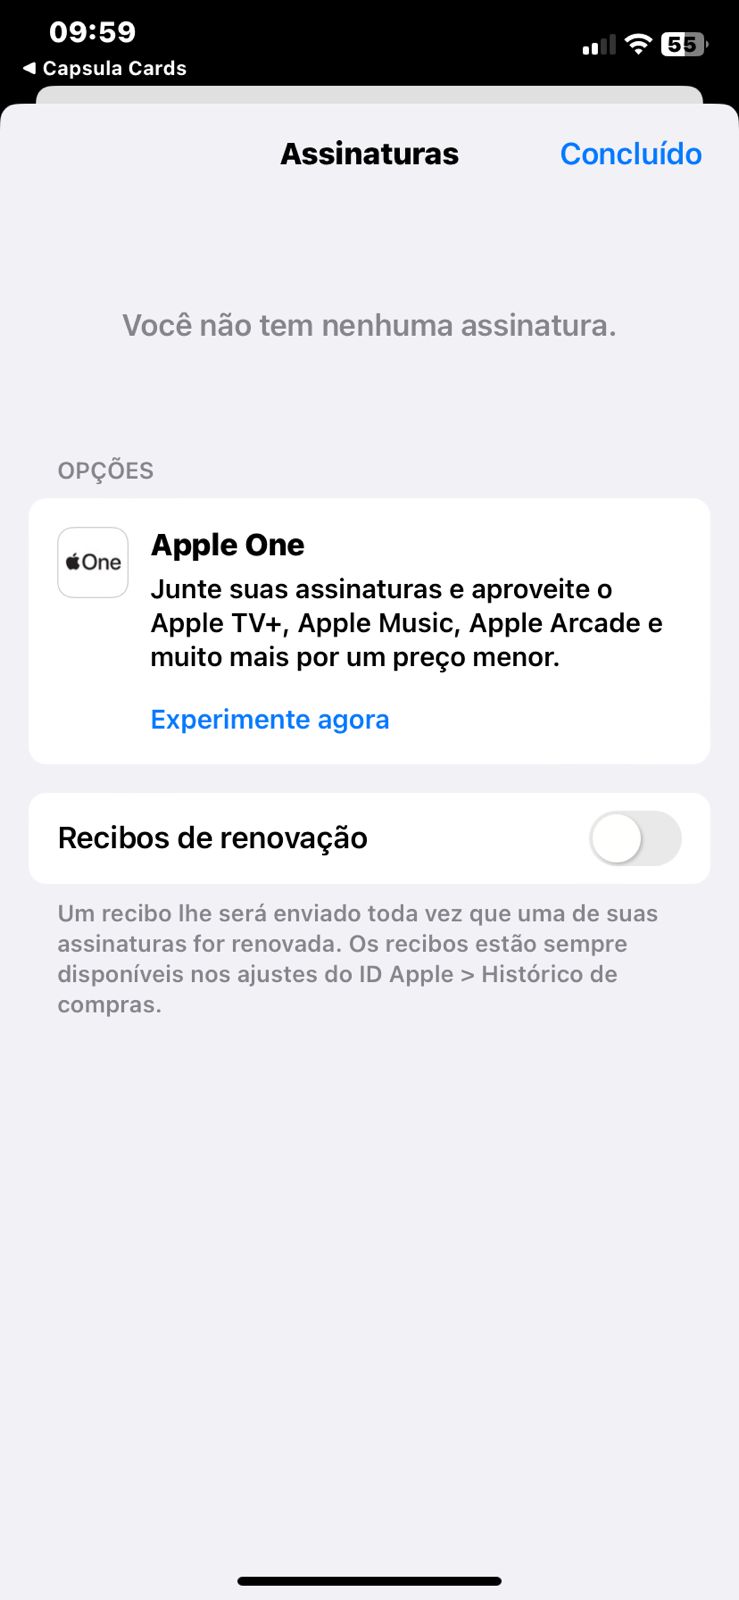 09:59
55
◀ Capsula Cards
Assinaturas
Concluído
Você não tem nenhuma assinatura.
OPÇÕES
One
Apple One
Junte suas assinaturas e aproveite o
Apple TV+, Apple Music, Apple Arcade e
muito mais por um preço menor.
Experimente agora
Recibos de renovação
Um recibo lhe será enviado toda vez que uma de suas
assinaturas for renovada. Os recibos estão sempre
disponíveis nos ajustes do ID Apple > Histórico de
compras.